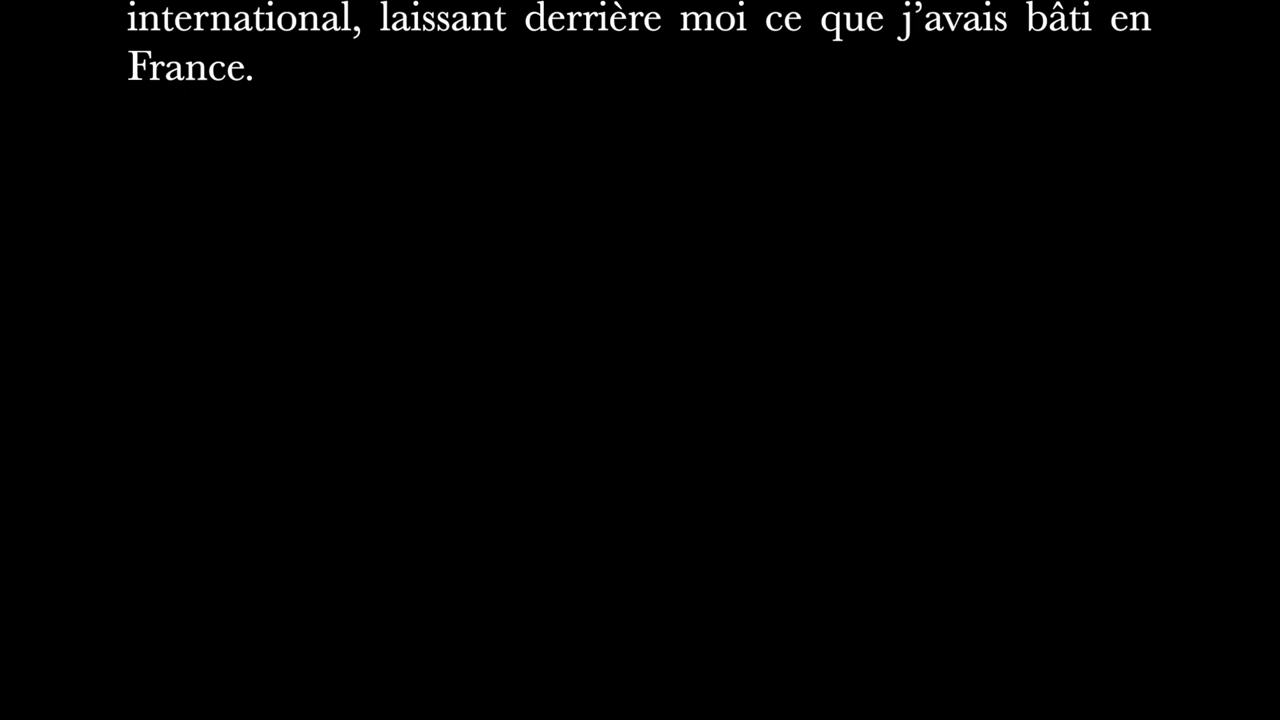 international, laissant derrière moi ce que j’avais bâti en
France.